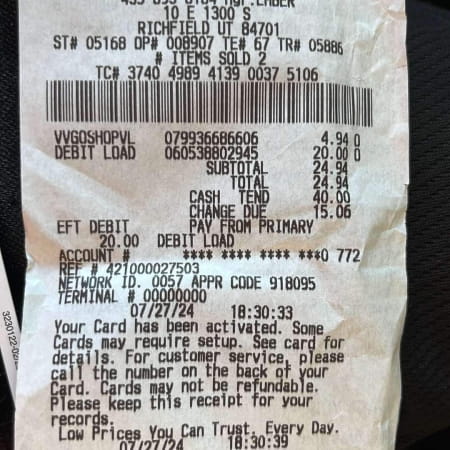 10 E 1300 S
RICHFIELD UT 84701
ST# 05168 OP# 008907 TE# 67 TR# 05886
# ITEMS SOLD 2
TC# 3740 4989 4139 0037 5106
VVGOSHOPVL 079936686606 4.94 O
DEBIT LOAD 060538802945 20.00 O
SUBTOTAL 24.94
TOTAL 24.94
CASH TEND 40.00
CHANGE DUE 15.06
EFT DEBIT PAY FROM PRIMARY
20.00 DEBIT LOAD
ACCOUNT # **** **** **** ***0 772
REF # 421000027503
NETWORK ID. 0057 APPR CODE 918095
TERMINAL # 00000000
07/27/24 18:30:33
Your Card has been activated. Some
Cards may require setup. See card for
details. For customer service, please
call the number on the back of your
Card. Cards may not be refundable.
Please keep this receipt for your
records.
Low Prices You Can Trust. Every Day.
07/27/24 18:30:39